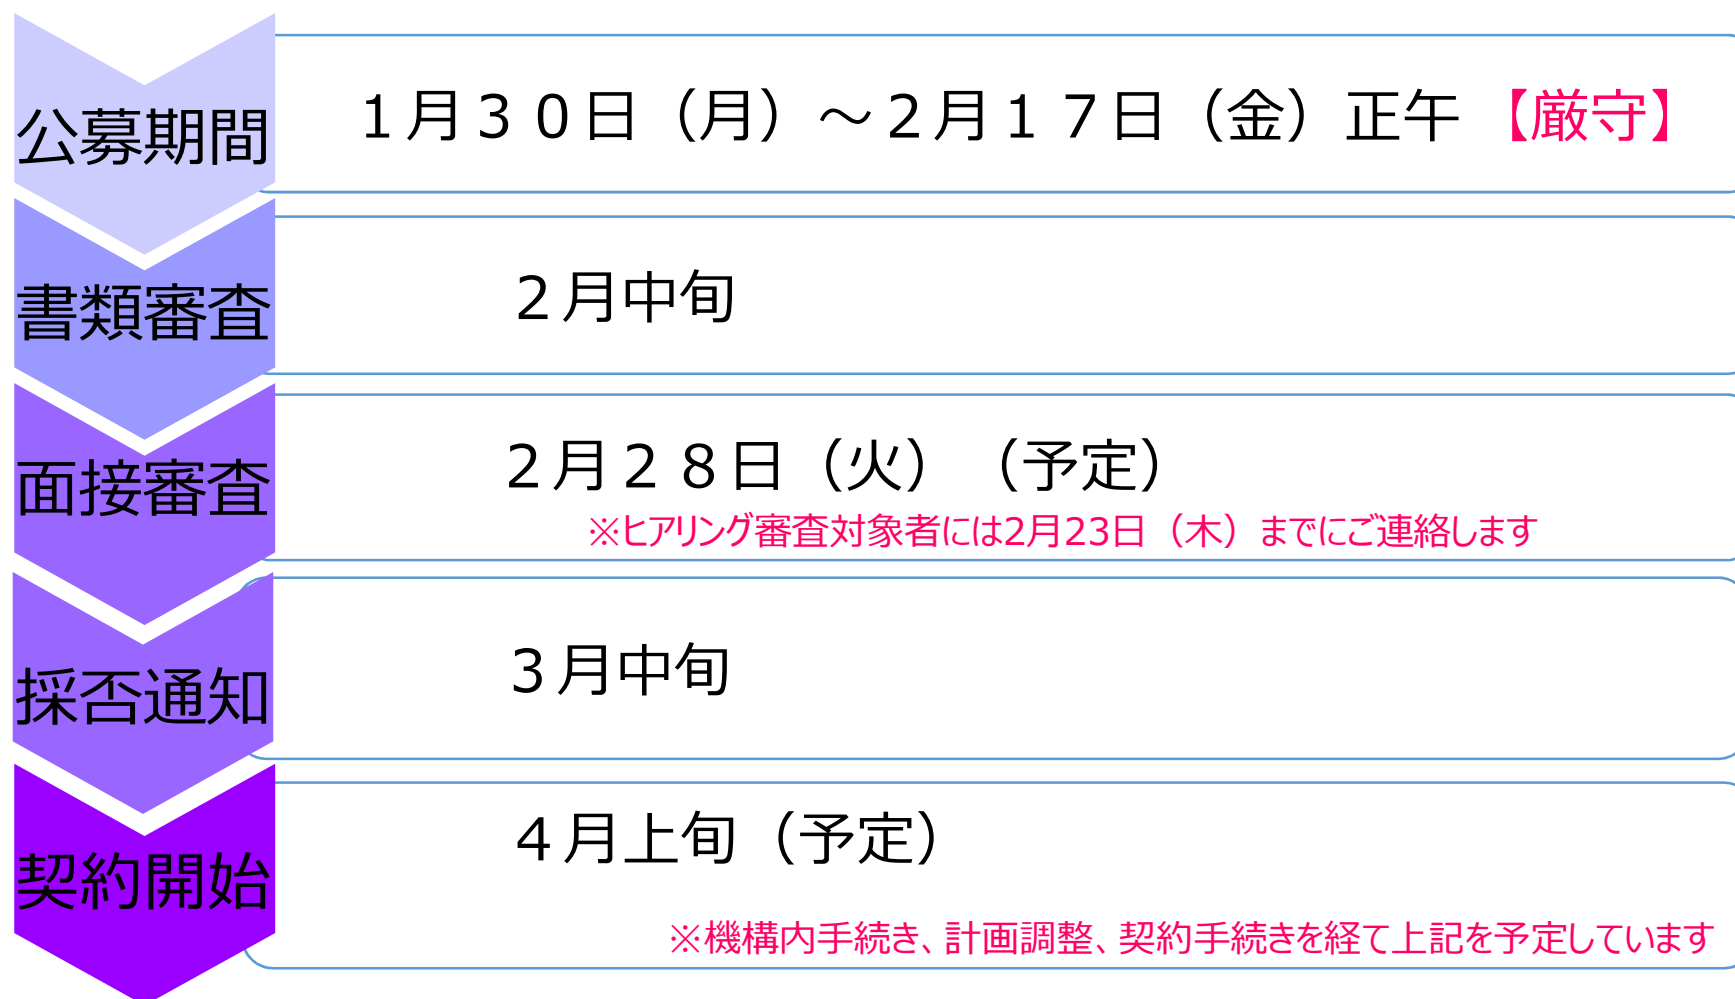 公募期間
１月３０日（月）～２月１７日（金）正午 【厳守】
書類審査
２月中旬
面接審査
２月２８日（火）（予定）
※ヒアリング審査対象者には2月23日（木）までにご連絡します
採否通知
３月中旬
契約開始
４月上旬（予定）
※機構内手続き、計画調整、契約手続きを経て上記を予定しています